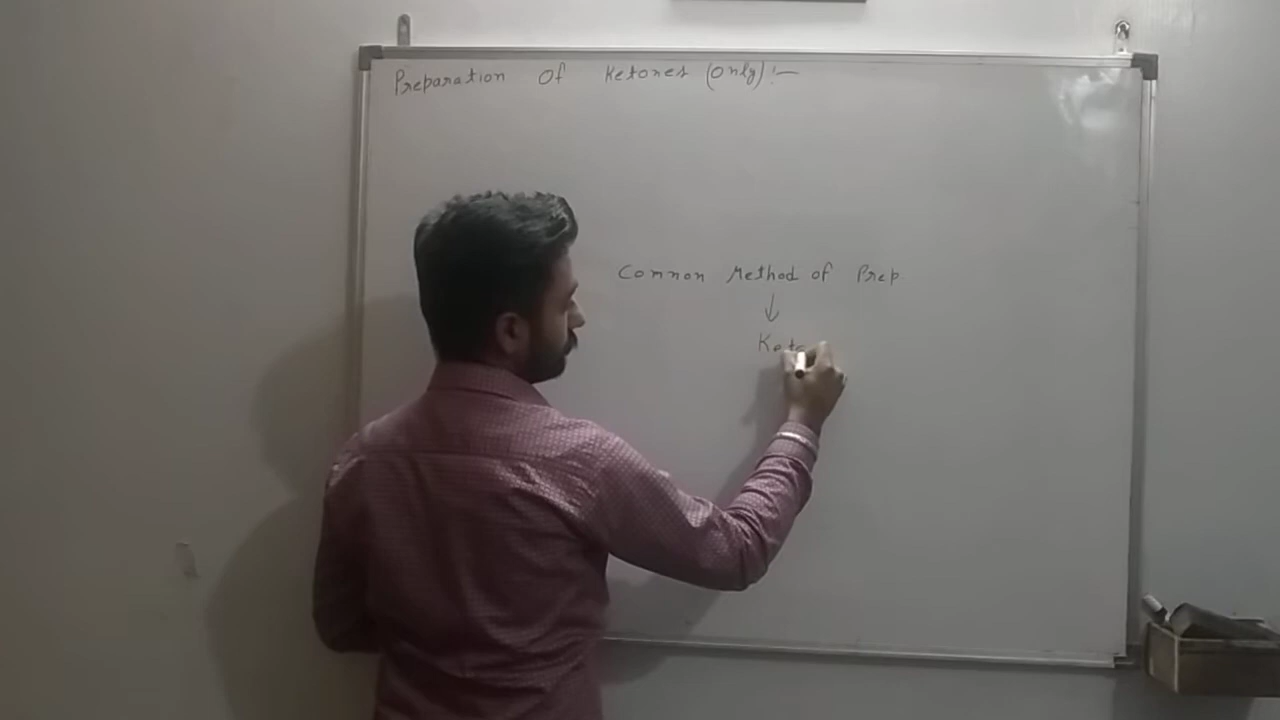 Preparation Of Ketones (only) :-
Common Method of Prep
↓
Keto